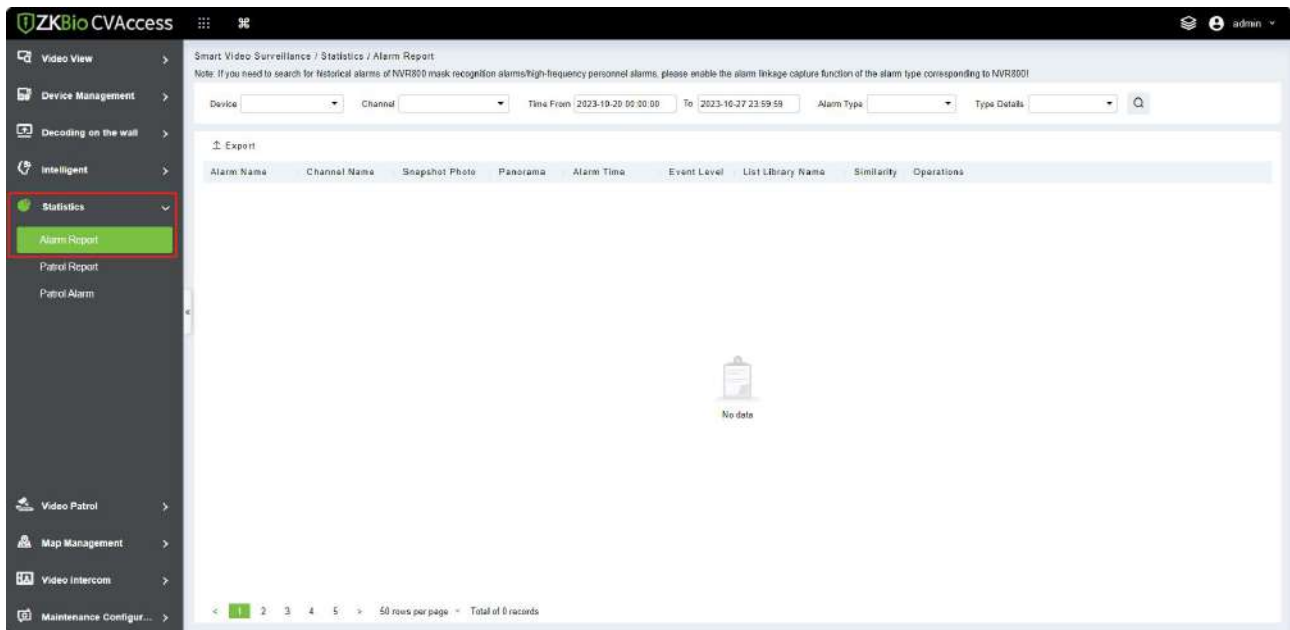 ZKBio CVAccess
admin
Video View
Device Management
Decoding on the wall
Intelligent
Statistics
Alarm Report
Patrol Report
Patrol Alarm
Video Patrol
Map Management
Video Intercom
Maintenance Configur...
Smart Video Surveillance / Statistics / Alarm Report
Note: If you need to search for historical alarms of NVR800 mask recognition alarms/high-frequency personnel alarms, please enable the alarm linkage capture function of the alarm type corresponding to NVR800!
Device Channel Time From 2023-10-20 00:00:00 To 2023-10-27 23:59:59 Alarm Type Type Details
Export
Alarm Name Channel Name Snapshot Photo Panorama Alarm Time Event Level List Library Name Similarity Operations
No data
< 1 2 3 4 5 > 50 rows per page Total of 0 records